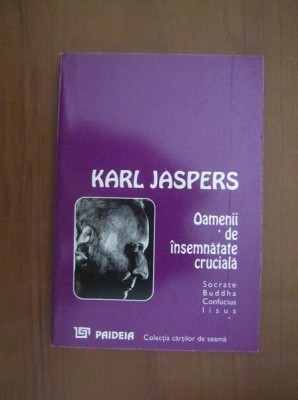 KARL JASPERS
Oamenii
de
însemnătate
crucială
Socrate
Buddha
Confucius
Iisus
PAIDEIA Colecția cărților de seamă